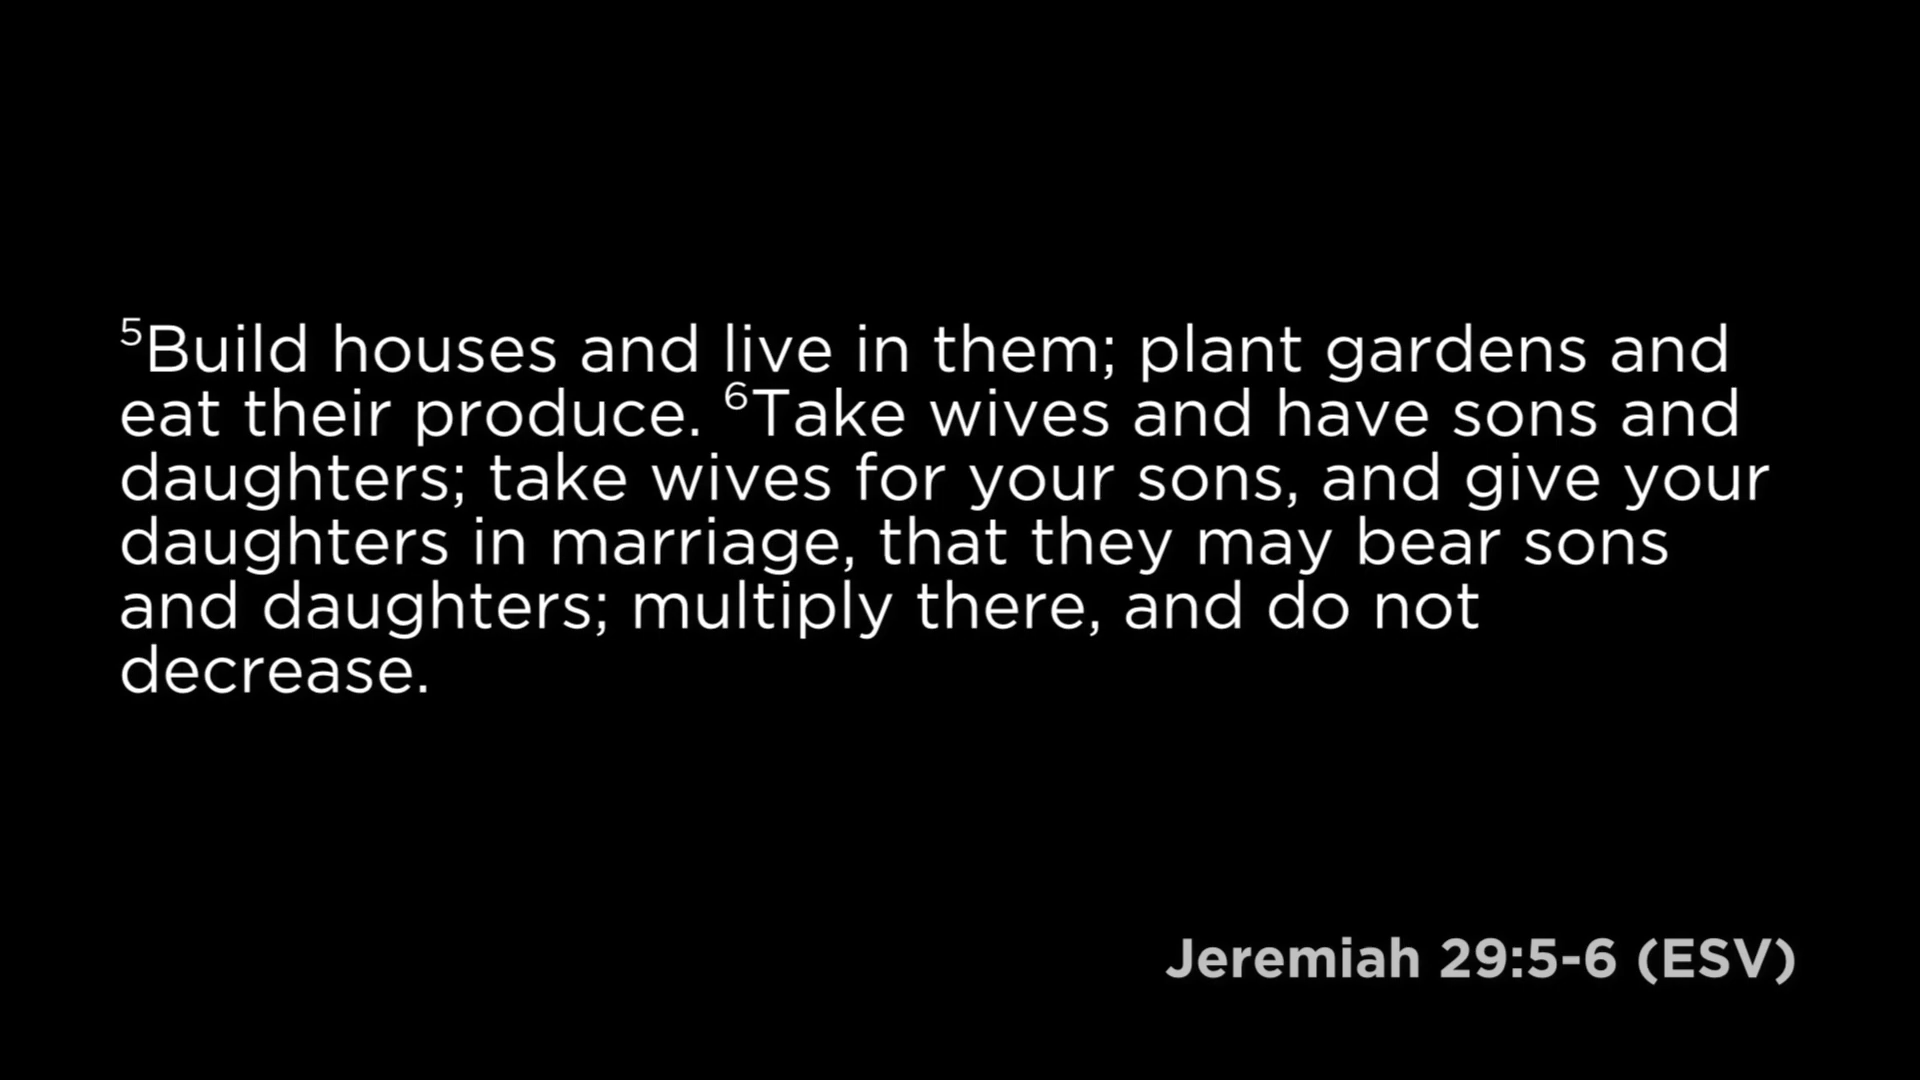 ⁵Build houses and live in them; plant gardens and
eat their produce. ⁶Take wives and have sons and
daughters; take wives for your sons, and give your
daughters in marriage, that they may bear sons
and daughters; multiply there, and do not
decrease.
Jeremiah 29:5-6 (ESV)